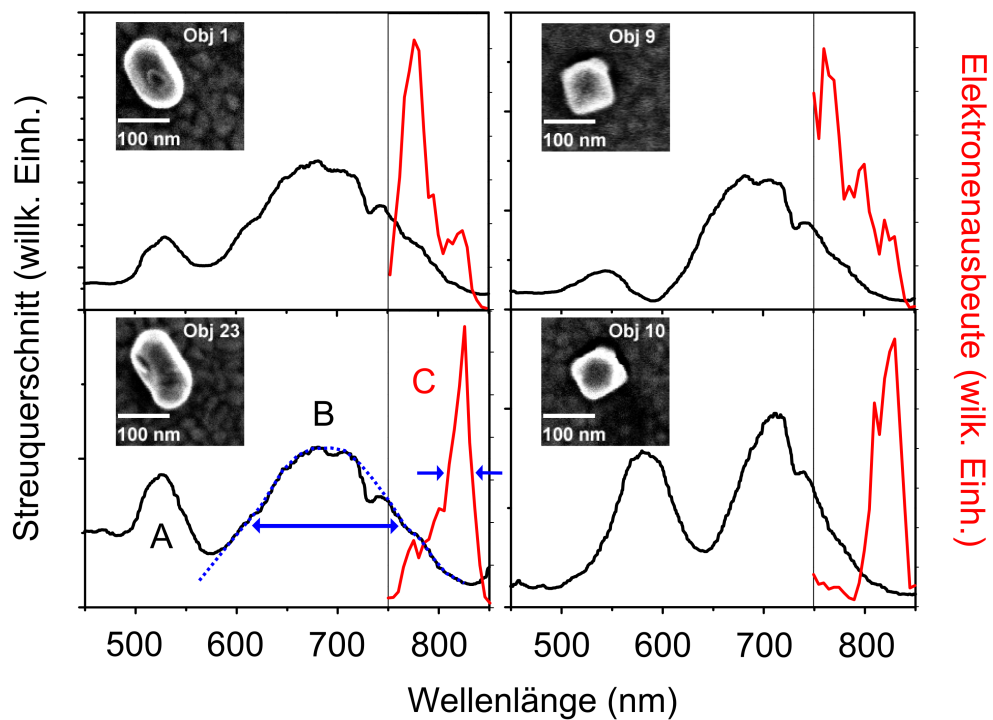 Streuquerschnitt (willk. Einh.)
Obj 1
100 nm
Obj 9
100 nm
Obj 23
100 nm
A
B
C
Obj 10
100 nm
Elektronenausbeute (wilk. Einh.)
500 600 700 800 500 600 700 800
Wellenlänge (nm)